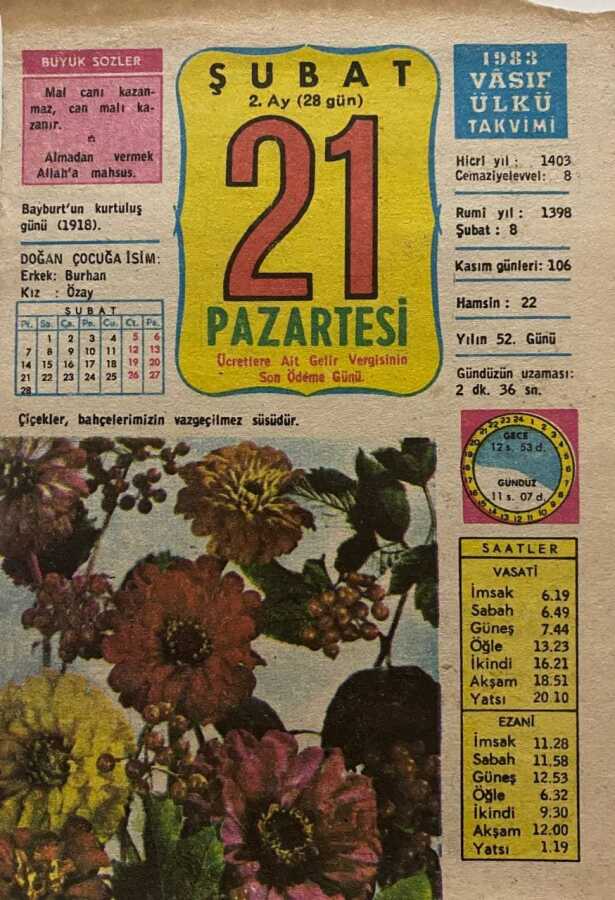 BÜYÜK SÖZLER
Mal canı kazan-
maz, can malı ka-
zanır.
Almadan vermek
Allah'a mahsus.
Bayburt'un kurtuluş
günü (1918).
DOĞAN ÇOCUĞA İSİM:
Erkek: Burhan
Kız : Özay
ŞUBAT
Pt. Sa. Ça. Pe. Cu. Ct. Pa.
1 2 3 4 5 6
7 8 9 10 11 12 13
14 15 16 17 18 19 20
21 22 23 24 25 26 27
28
ŞUBAT
2. Ay (28 gün)
21
PAZARTESİ
Ücretlere Ait Gelir Vergisinin
Son Ödeme Günü.
1983
VÂSIF
ÜLKÜ
TAKVİMİ
Hicrî yıl : 1403
Cemaziyelevvel: 8
Rumî yıl : 1398
Şubat : 8
Kasım günleri: 106
Hamsin : 22
Yılın 52. Günü
Gündüzün uzaması:
2 dk. 36 sn.
Çiçekler, bahçelerimizin vazgeçilmez süsüdür.
GECE
12 s. 53 d.
GÜNDÜZ
11 s. 07 d.
SAATLER
VASATİ
İmsak 6.19
Sabah 6.49
Güneş 7.44
Öğle 13.23
İkindi 16.21
Akşam 18.51
Yatsı 20.10
EZANİ
İmsak 11.28
Sabah 11.58
Güneş 12.53
Öğle 6.32
İkindi 9.30
Akşam 12.00
Yatsı 1.19